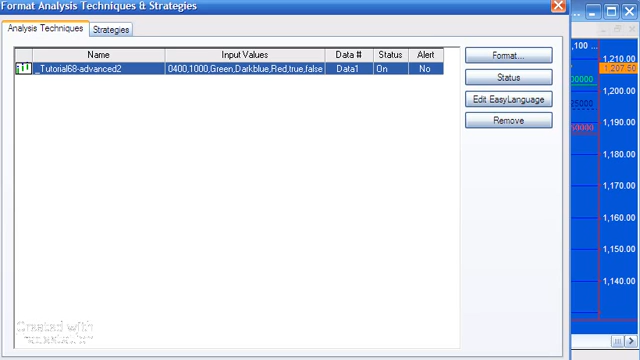 Format Analysis Techniques & Strategies
Analysis Techniques
Strategies
Name Input Values Data # Status Alert
_Tutorial68-advanced2 0400,1000,Green,Darkblue,Red,true,false Data1 On No
Format...
Status
Edit EasyLanguage
Remove
,100
1,210.00
1,207.50
1,200.00
1,190.00
1,180.00
1,170.00
1,160.00
1,150.00
1,140.00
Created with